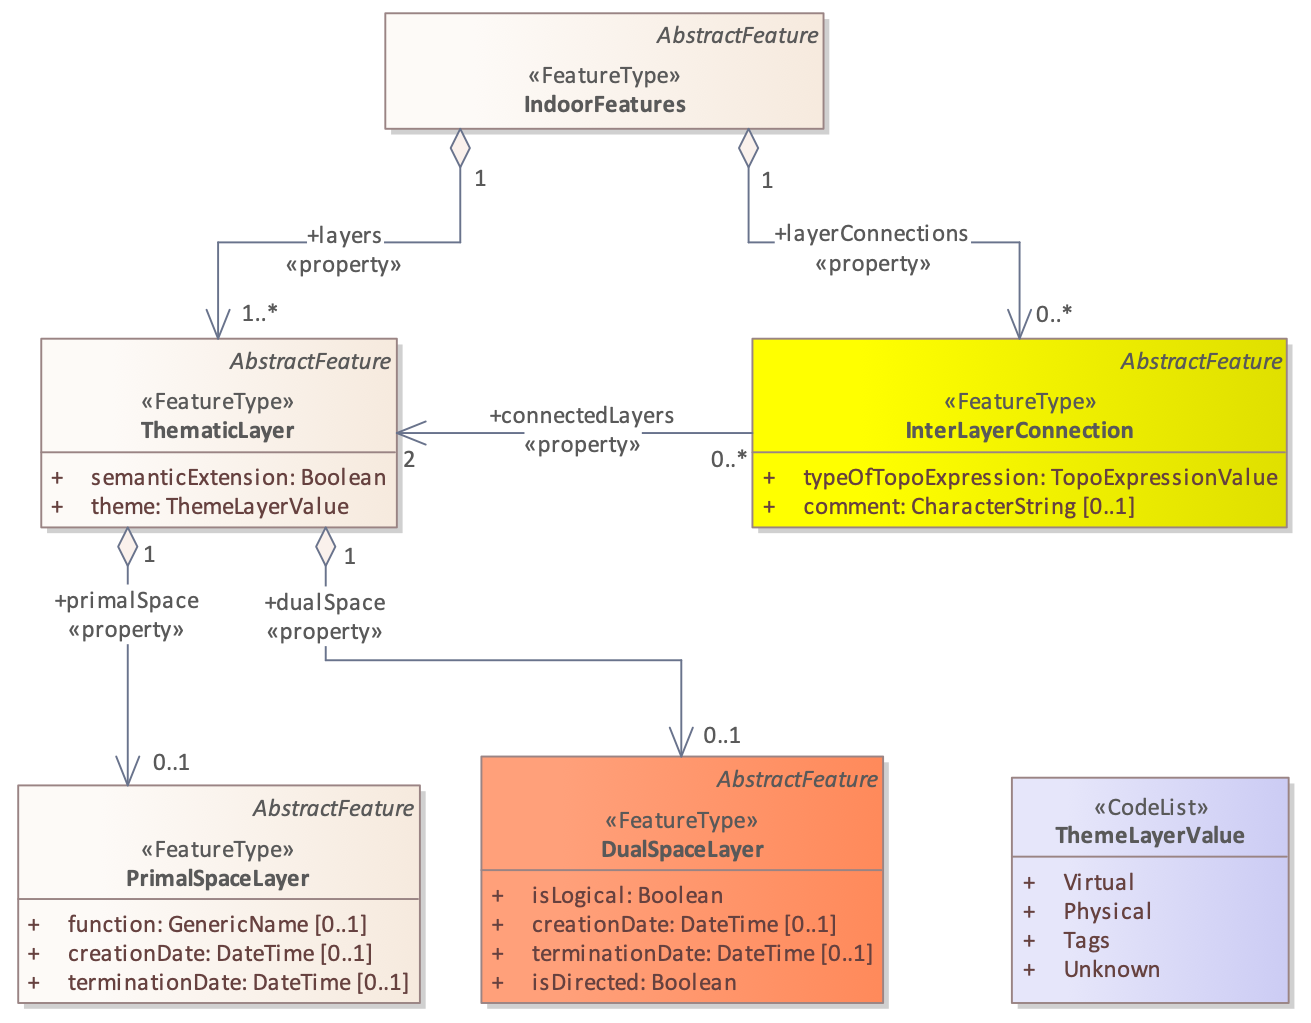 AbstractFeature
«FeatureType»
IndoorFeatures
1
1
+layers
«property»
+layerConnections
«property»
1..*
0..*
AbstractFeature
«FeatureType»
ThematicLayer
+ semanticExtension: Boolean
+ theme: ThemeLayerValue
+connectedLayers
«property»
2
0..*
AbstractFeature
«FeatureType»
InterLayerConnection
+ typeOfTopoExpression: TopoExpressionValue
+ comment: CharacterString [0..1]
1
1
+primalSpace
«property»
+dualSpace
«property»
0..1
0..1
AbstractFeature
«FeatureType»
PrimalSpaceLayer
+ function: GenericName [0..1]
+ creationDate: DateTime [0..1]
+ terminationDate: DateTime [0..1]
AbstractFeature
«FeatureType»
DualSpaceLayer
+ isLogical: Boolean
+ creationDate: DateTime [0..1]
+ terminationDate: DateTime [0..1]
+ isDirected: Boolean
«CodeList»
ThemeLayerValue
+ Virtual
+ Physical
+ Tags
+ Unknown